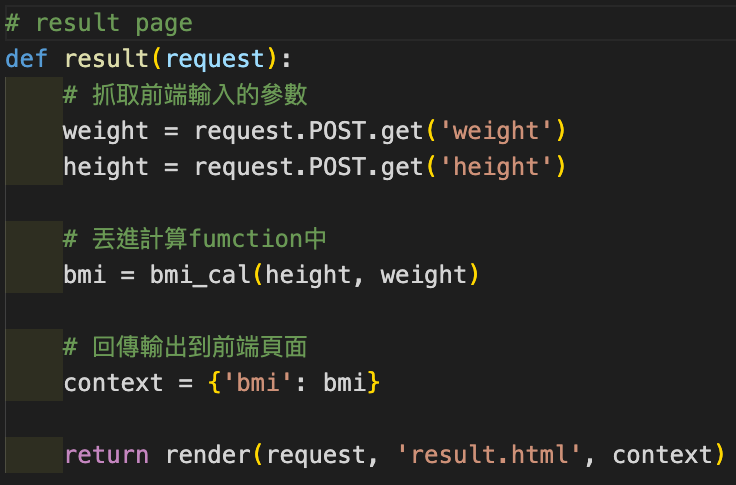 # result page
def result(request):
    # 抓取前端輸入的參數
    weight = request.POST.get('weight')
    height = request.POST.get('height')

    # 丟進計算fumction中
    bmi = bmi_cal(height, weight)

    # 回傳輸出到前端頁面
    context = {'bmi': bmi}

    return render(request, 'result.html', context)